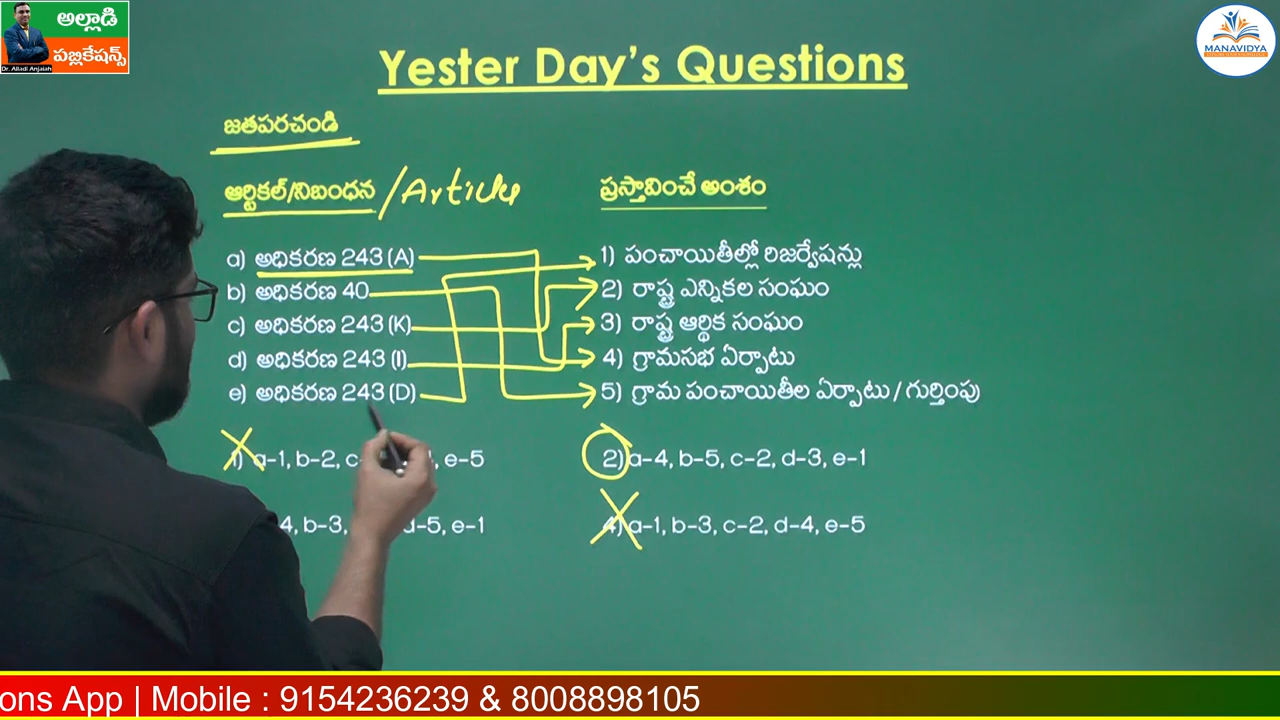 అల్లాడి
పబ్లికేషన్స్
Dr. Alladi Anjaiah
MANAVIDYA
Yester Day's Questions
జతపరచండి
ఆర్టికల్/నిబంధన /Article ప్రస్తావించే అంశం
a) అధికరణ 243 (A) 1) పంచాయితీల్లో రిజర్వేషన్లు
b) అధికరణ 40 2) రాష్ట్ర ఎన్నికల సంఘం
c) అధికరణ 243 (K) 3) రాష్ట్ర ఆర్థిక సంఘం
d) అధికరణ 243 (I) 4) గ్రామసభ ఏర్పాటు
e) అధికరణ 243 (D) 5) గ్రామ పంచాయితీల ఏర్పాటు / గుర్తింపు
1) a-1, b-2, e-5 2) a-4, b-5, c-2, d-3, e-1
4, b-3, d-5, e-1 4) a-1, b-3, c-2, d-4, e-5
ons App | Mobile : 9154236239 & 8008898105